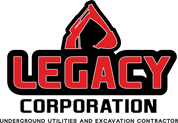 LEGACY
CORPORATION
UNDERGROUND UTILITIES AND EXCAVATION CONTRACTOR